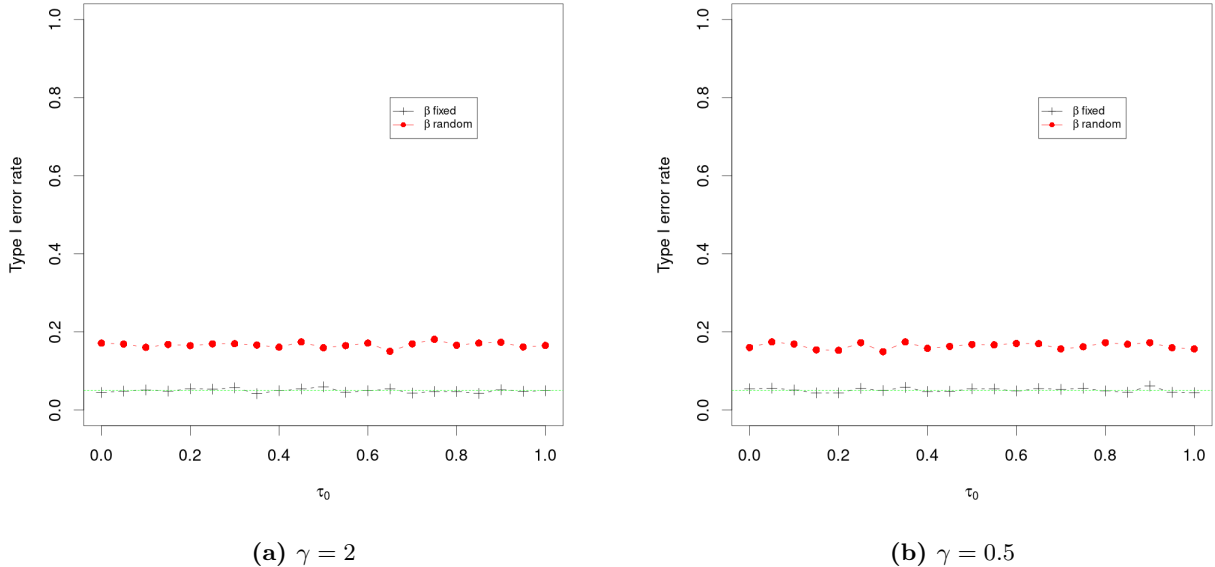 1.0
0.8
0.6
0.4
0.2
0.0
Type I error rate
β fixed
β random
0.0 0.2 0.4 0.6 0.8 1.0
τ₀
(a) γ = 2
1.0
0.8
0.6
0.4
0.2
0.0
Type I error rate
β fixed
β random
0.0 0.2 0.4 0.6 0.8 1.0
τ₀
(b) γ = 0.5